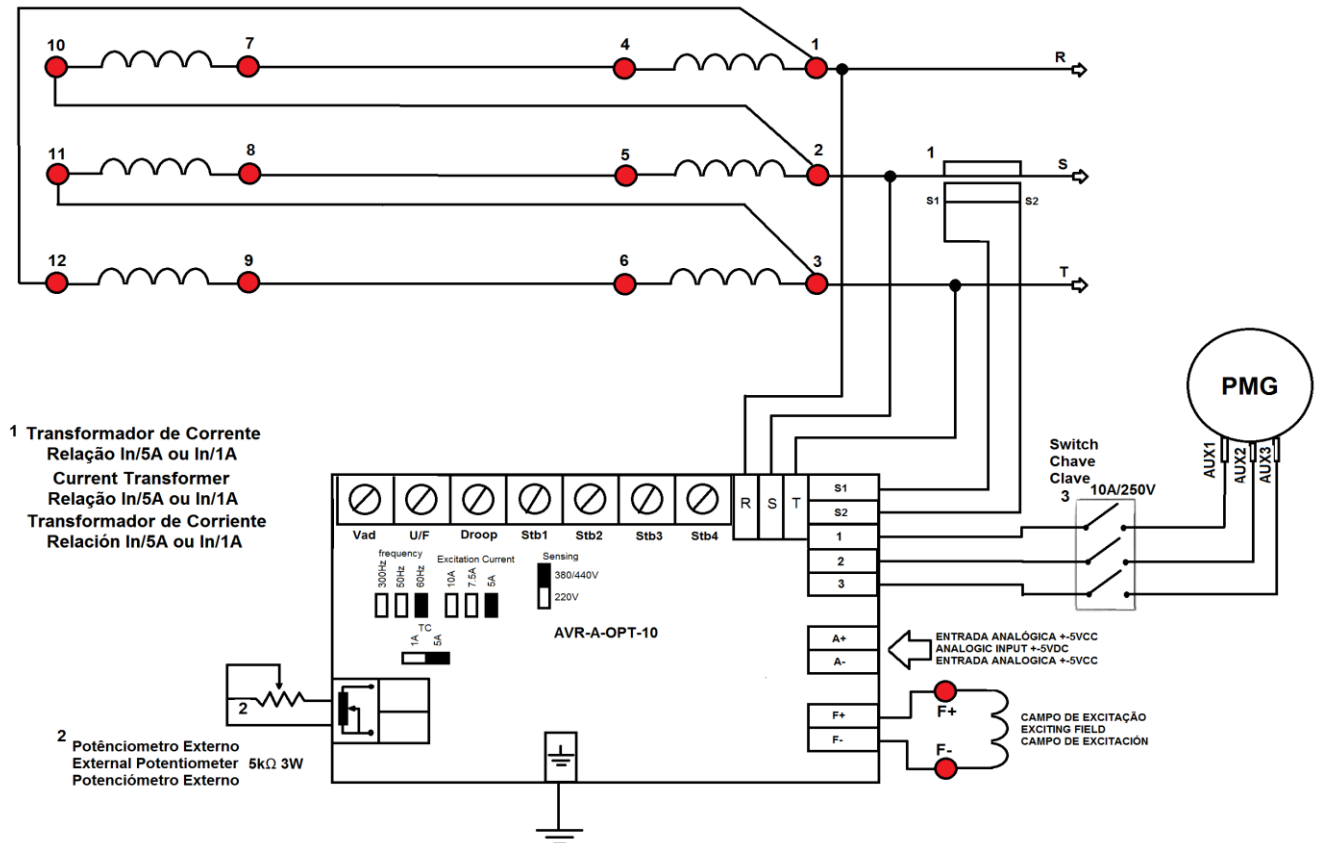 10
7
4
1
R
11
8
5
2
1
S
S1
S2
12
9
6
3
T
PMG
AUX1
AUX2
AUX3
1 Transformador de Corrente
Relação In/5A ou In/1A
Current Transformer
Relação In/5A ou In/1A
Transformador de Corriente
Relación In/5A ou In/1A
Switch
Chave
Clave
3 10A/250V
R
S
T
S1
S2
1
2
3
Vad
U/F
Droop
Stb1
Stb2
Stb3
Stb4
frequency
300Hz
50Hz
60Hz
Excitation Current
10A
7.5A
5A
Sensing
380/440V
220V
TC
1A
5A
AVR-A-OPT-10
A+
A-
ENTRADA ANALÓGICA +-5VCC
ANALOGIC INPUT +-5VDC
ENTRADA ANALOGICA +-5VCC
2
F+
F-
F+
F-
CAMPO DE EXCITAÇÃO
EXCITING FIELD
CAMPO DE EXCITACIÓN
2 Potênciometro Externo
External Potentiometer 5kΩ 3W
Potenciómetro Externo